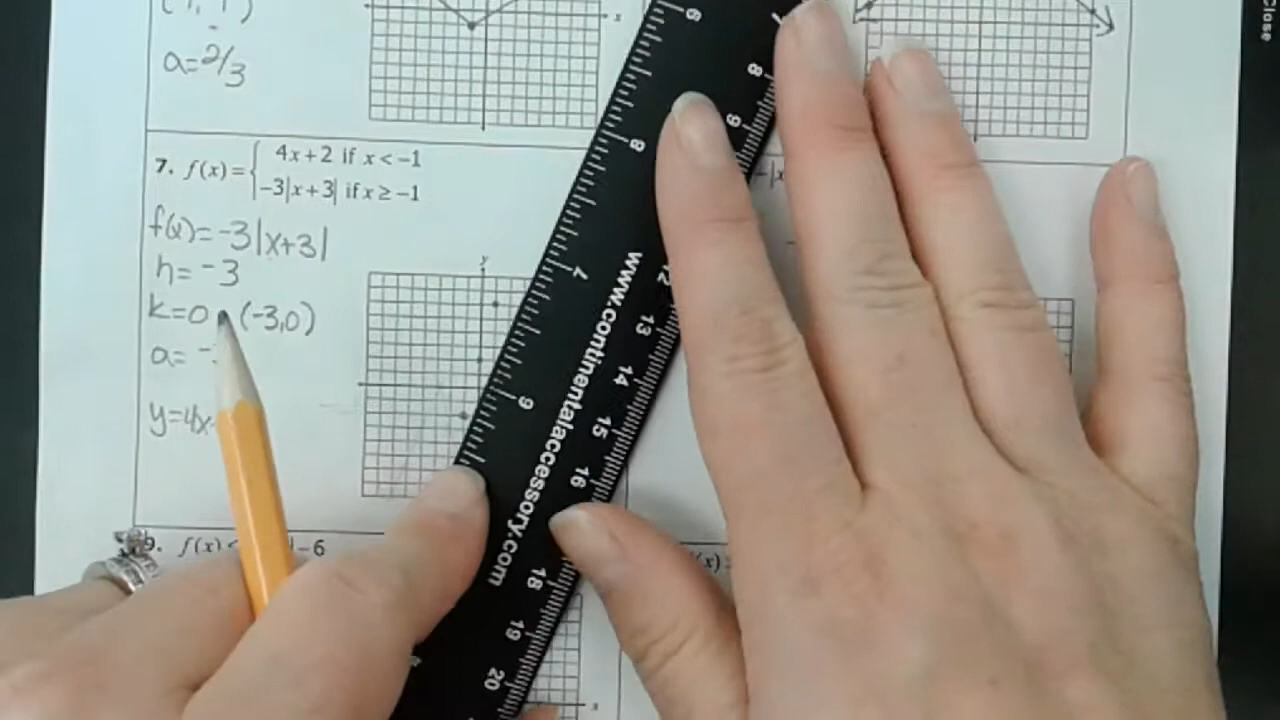 a=2/3
x
Close
7. f(x)= 4x+2 if x<-1
-3|x+3| if x≥-1
-|x
f(x)=-3|x+3|
h=-3
k=0 (-3,0)
a=-
y=4x
y
9. f(x) -6
(x)
x
6 8 7 9
8 9
12 13 14 15 16 18 19 20
www.continentalaccessory.com